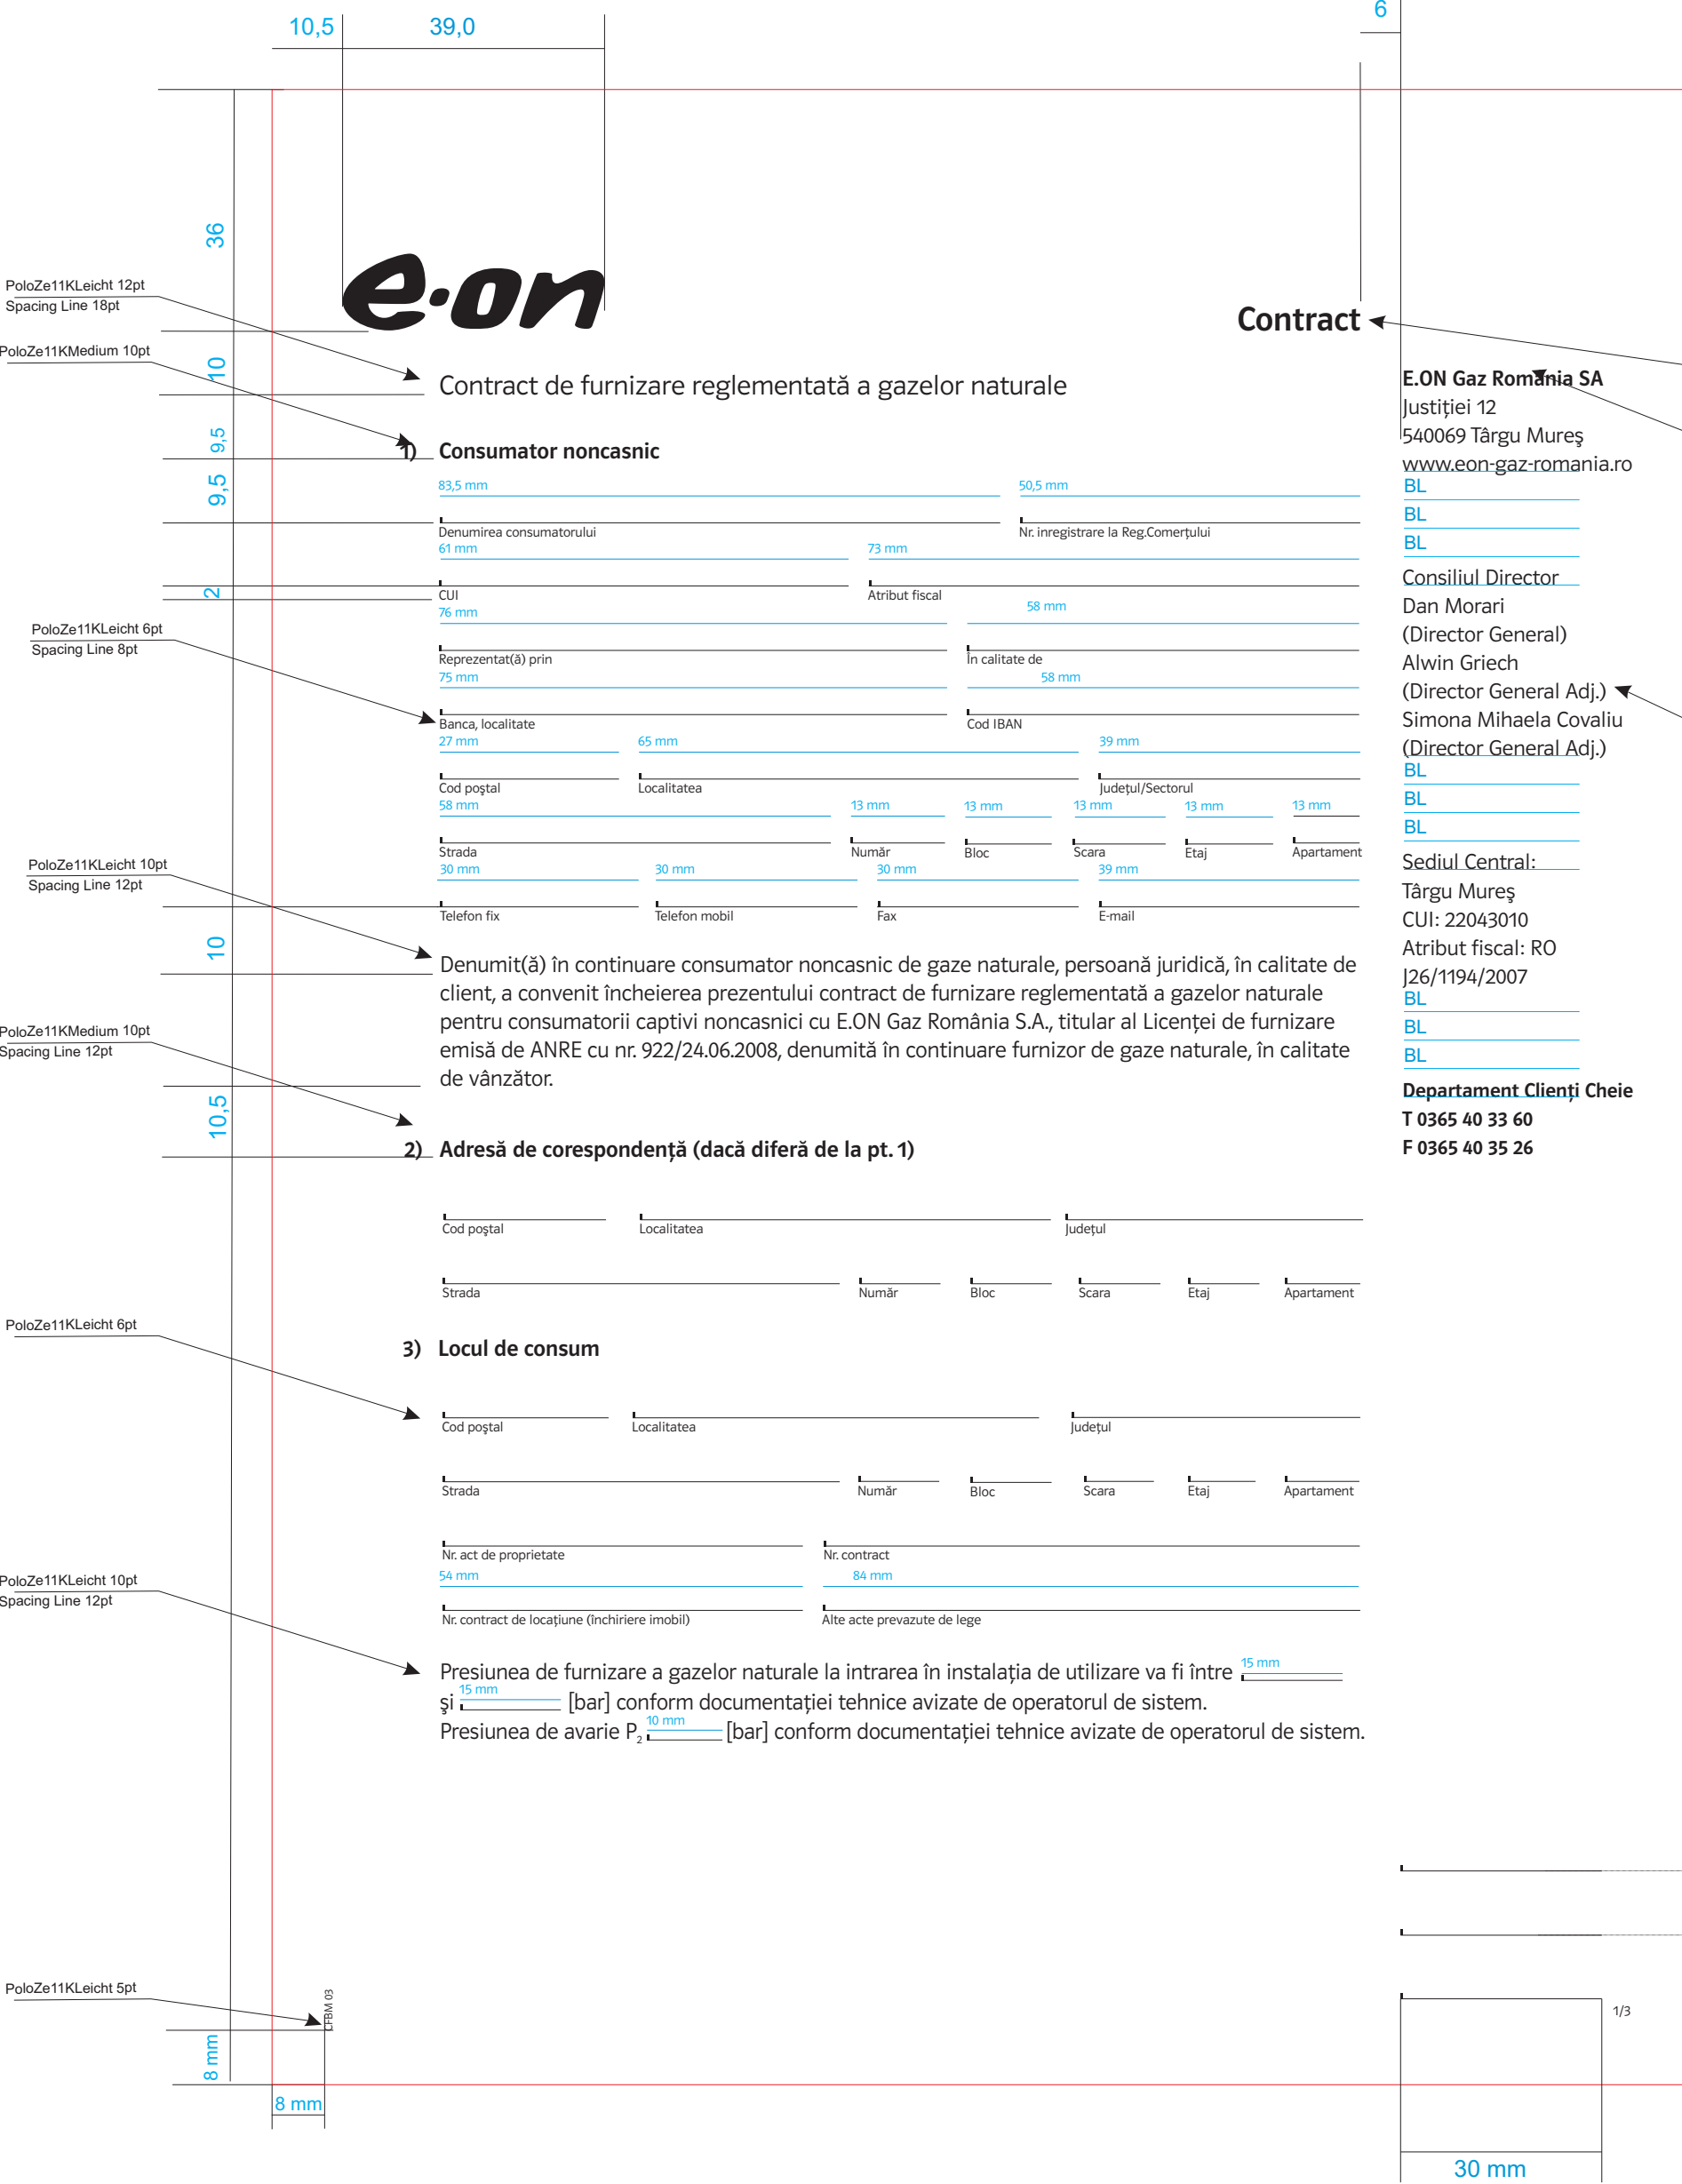 10,5
39,0
6
36
e·on
PoloZe11KLeicht 12pt
Spacing Line 18pt
Contract
PoloZe11KMedium 10pt
10
Contract de furnizare reglementată a gazelor naturale
9,5
1) Consumator noncasnic
9,5
83,5 mm
50,5 mm
Denumirea consumatorului
Nr. inregistrare la Reg.Comerțului
61 mm
73 mm
2
CUI
Atribut fiscal
76 mm
58 mm
PoloZe11KLeicht 6pt
Spacing Line 8pt
Reprezentat(ă) prin
În calitate de
75 mm
58 mm
Banca, localitate
Cod IBAN
27 mm
65 mm
39 mm
Cod poştal
Localitatea
Județul/Sectorul
58 mm
13 mm
13 mm
13 mm
13 mm
13 mm
Strada
Număr
Bloc
Scara
Etaj
Apartament
PoloZe11KLeicht 10pt
Spacing Line 12pt
30 mm
30 mm
30 mm
39 mm
Telefon fix
Telefon mobil
Fax
E-mail
10
Denumit(ă) în continuare consumator noncasnic de gaze naturale, persoană juridică, în calitate de
client, a convenit încheierea prezentului contract de furnizare reglementată a gazelor naturale
pentru consumatorii captivi noncasnici cu E.ON Gaz România S.A., titular al Licenței de furnizare
emisă de ANRE cu nr. 922/24.06.2008, denumită în continuare furnizor de gaze naturale, în calitate
de vânzător.
PoloZe11KMedium 10pt
Spacing Line 12pt
10,5
2) Adresă de corespondență (dacă diferă de la pt. 1)
Cod poştal
Localitatea
Județul
Strada
Număr
Bloc
Scara
Etaj
Apartament
PoloZe11KLeicht 6pt
3) Locul de consum
Cod poştal
Localitatea
Județul
Strada
Număr
Bloc
Scara
Etaj
Apartament
Nr. act de proprietate
Nr. contract
54 mm
84 mm
PoloZe11KLeicht 10pt
Spacing Line 12pt
Nr. contract de locațiune (închiriere imobil)
Alte acte prevazute de lege
15 mm
Presiunea de furnizare a gazelor naturale la intrarea în instalația de utilizare va fi între
15 mm
şi [bar] conform documentației tehnice avizate de operatorul de sistem.
10 mm
Presiunea de avarie P2 [bar] conform documentației tehnice avizate de operatorul de sistem.
E.ON Gaz România SA
Justiției 12
540069 Târgu Mureş
www.eon-gaz-romania.ro
BL
BL
BL
Consiliul Director
Dan Morari
(Director General)
Alwin Griech
(Director General Adj.)
Simona Mihaela Covaliu
(Director General Adj.)
BL
BL
BL
Sediul Central:
Târgu Mureş
CUI: 22043010
Atribut fiscal: RO
J26/1194/2007
BL
BL
BL
Departament Clienți Cheie
T 0365 40 33 60
F 0365 40 35 26
PoloZe11KLeicht 5pt
CFBM 03
1/3
8 mm
8 mm
30 mm